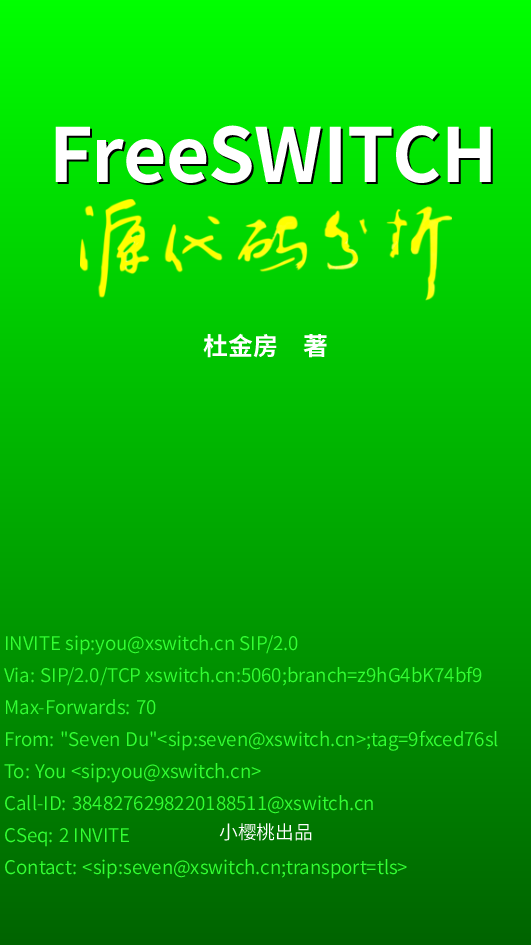 FreeSWITCH
源代码分析
杜金房 著
INVITE sip:you@xswitch.cn SIP/2.0
Via: SIP/2.0/TCP xswitch.cn:5060;branch=z9hG4bK74bf9
Max-Forwards: 70
From: "Seven Du"<sip:seven@xswitch.cn>;tag=9fxced76sl
To: You <sip:you@xswitch.cn>
Call-ID: 3848276298220188511@xswitch.cn
CSeq: 2 INVITE
小樱桃出品
Contact: <sip:seven@xswitch.cn;transport=tls>